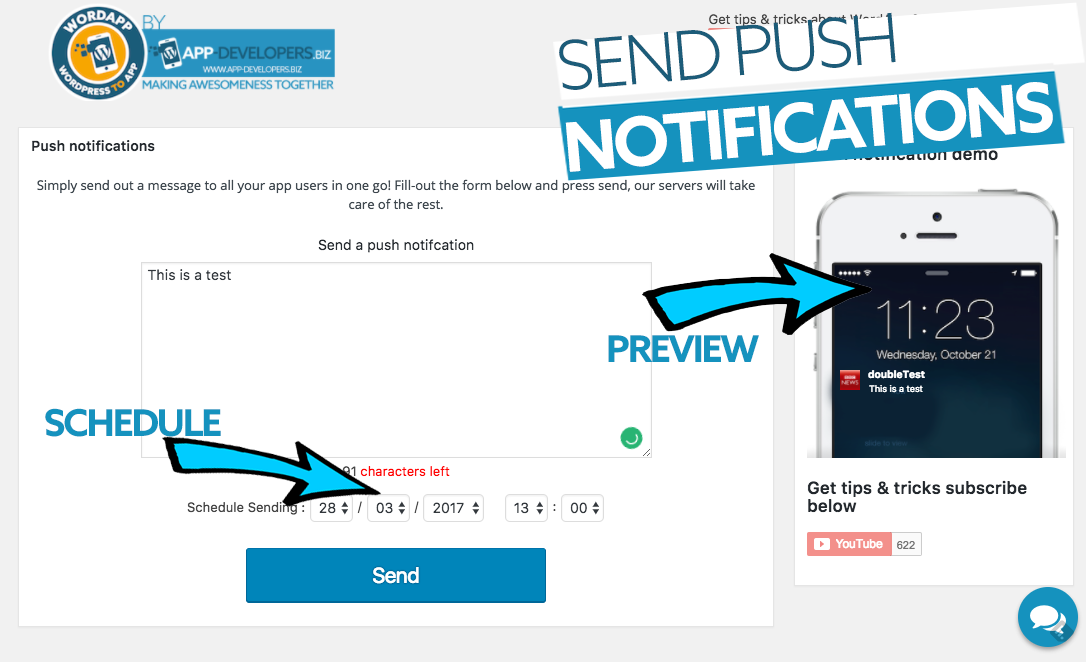 WORDAPP
WORDPRESS TO APP
BY
APP-DEVELOPERS.BIZ
WWW.APP-DEVELOPERS.BIZ
MAKING AWESOMENESS TOGETHER
Get tips & tricks about
SEND PUSH
NOTIFICATIONS
Push notifications
Simply send out a message to all your app users in one go! Fill-out the form below and press send, our servers will take
care of the rest.
Send a push notifcation
This is a test
PREVIEW
SCHEDULE
91 characters left
Schedule Sending : 28 / 03 / 2017 13 : 00
Send
notification demo
11:23
Wednesday, October 21
BBC
NEWS
doubleTest
This is a test
slide to view
Get tips & tricks subscribe
below
YouTube 622